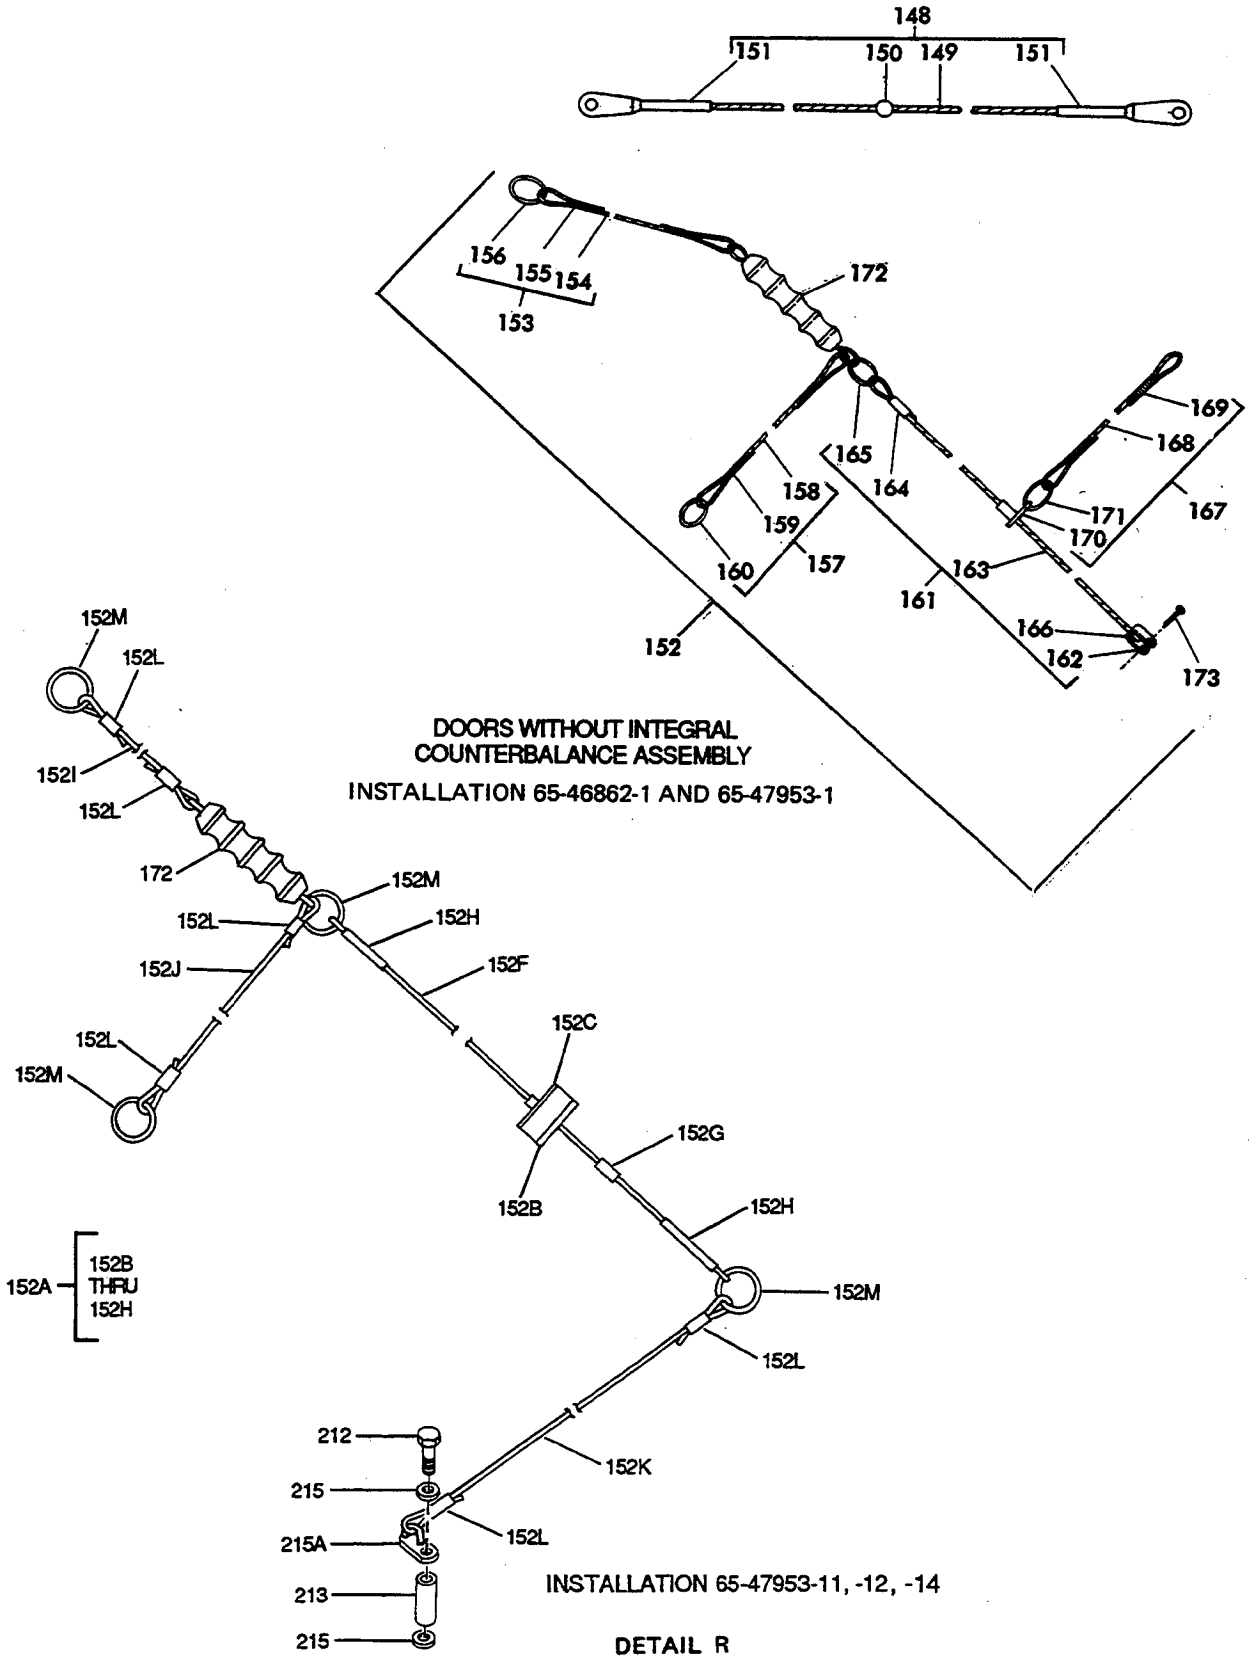 148
151 150 149 151
156
155 154
153
172
169
168
165
164
158
159
171
167
170
160
157
163
161
166
152
162
173
152M
152L
DOORS WITHOUT INTEGRAL
COUNTERBALANCE ASSEMBLY
152I
INSTALLATION 65-46862-1 AND 65-47953-1
152L
172
152M
152L
152H
152J
152F
152C
152L
152M
152G
152B
152H
152B
152A THRU
152H
152M
152L
212
152K
215
152L
215A
INSTALLATION 65-47953-11, -12, -14
213
215
DETAIL R